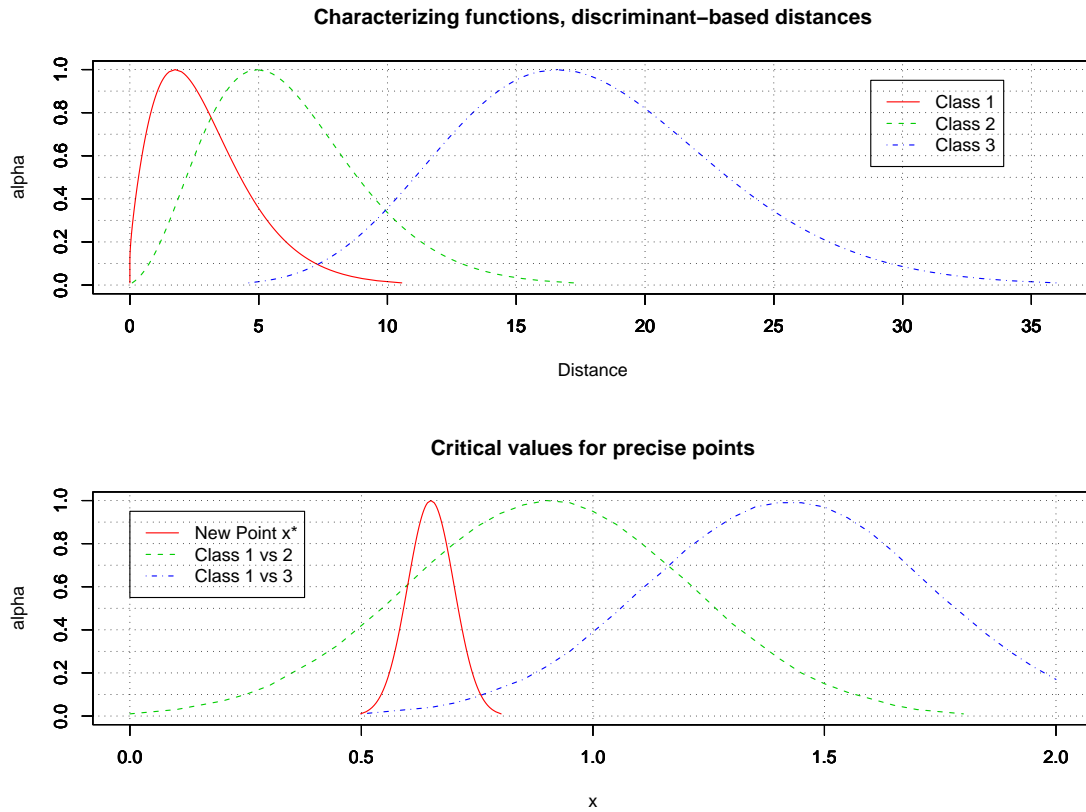 Characterizing functions, discriminant−based distances
alpha
0.0 0.2 0.4 0.6 0.8 1.0
Class 1
Class 2
Class 3
0 5 10 15 20 25 30 35
Distance
Critical values for precise points
alpha
0.0 0.2 0.4 0.6 0.8 1.0
New Point x*
Class 1 vs 2
Class 1 vs 3
0.0 0.5 1.0 1.5 2.0
x